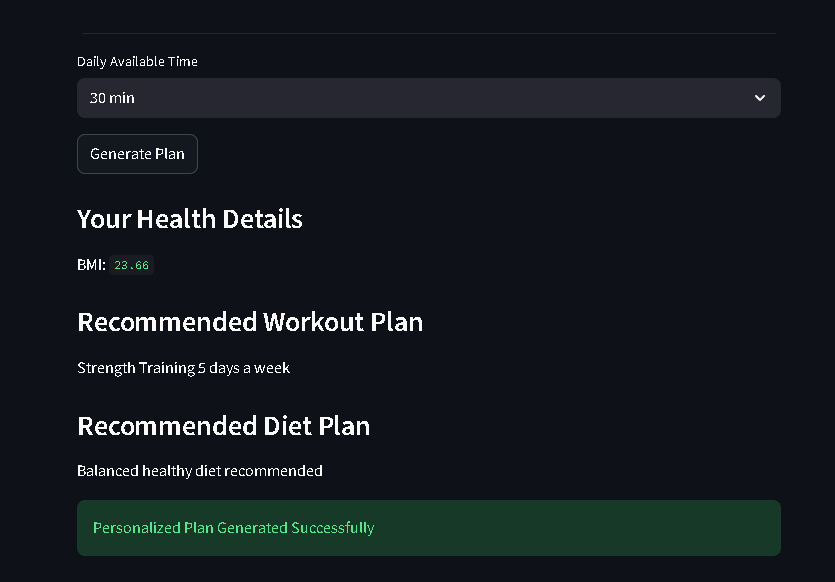 Daily Available Time
30 min
Generate Plan
Your Health Details
BMI: 23.66
Recommended Workout Plan
Strength Training 5 days a week
Recommended Diet Plan
Balanced healthy diet recommended
Personalized Plan Generated Successfully